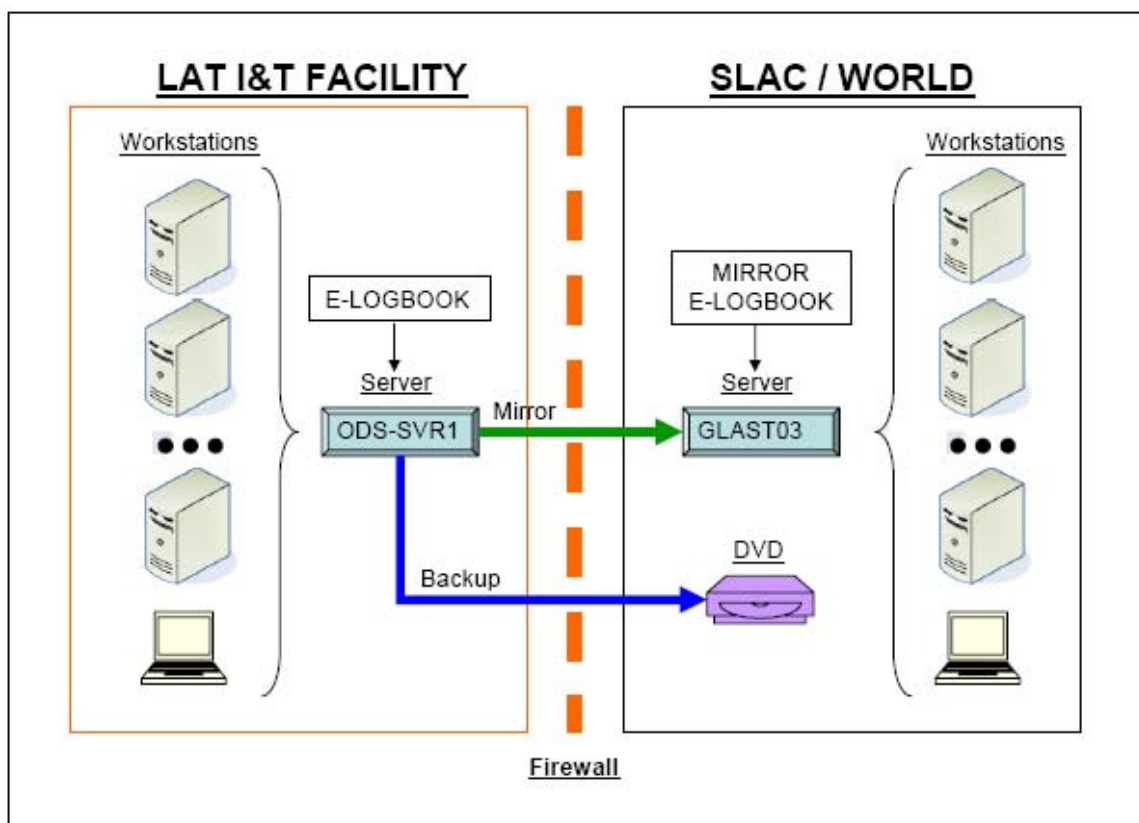 LAT I&T FACILITY
SLAC / WORLD
Workstations
Workstations
E-LOGBOOK
MIRROR
E-LOGBOOK
Server
Server
ODS-SVR1
Mirror
GLAST03
DVD
Backup
Firewall